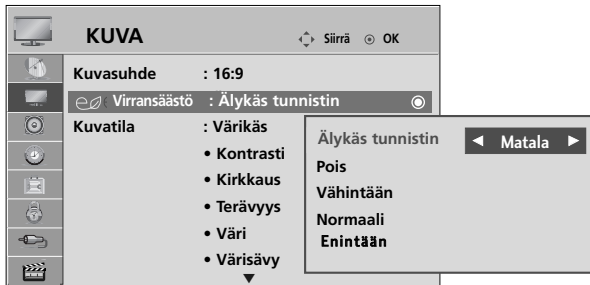 KUVA Siirrä OK
Kuvasuhde : 16:9
Virransäästö : Älykäs tunnistin
Kuvatila : Värikäs
• Kontrasti
• Kirkkaus
• Terävyys
• Väri
• Värisävy
Älykäs tunnistin ◄ Matala ►
Pois
Vähintään
Normaali
Enintään